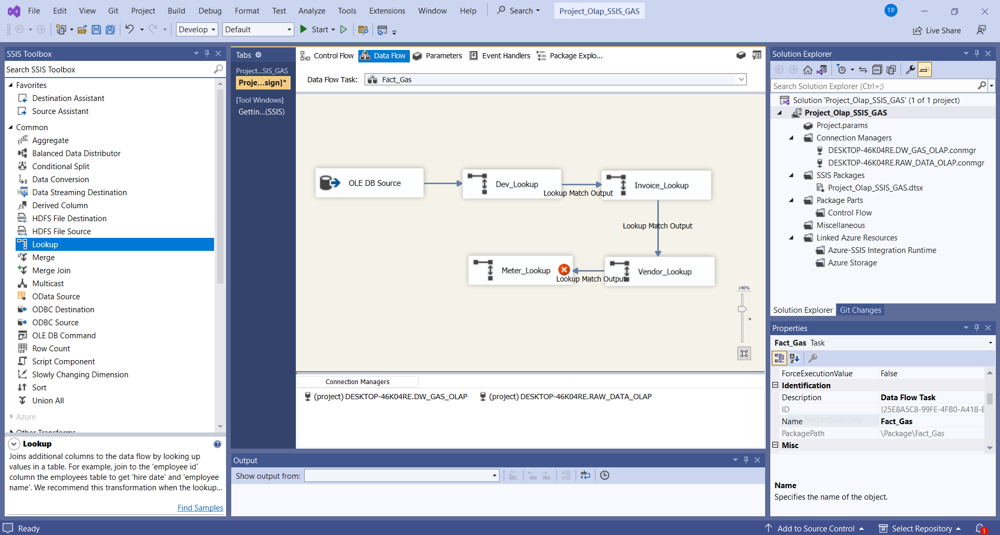 File Edit View Git Project Build Debug Format Test Analyze Tools Extensions Window Help Search Project_Olap_SSIS_GAS TP
Develop Default Start Live Share
SSIS Toolbox
Search SSIS Toolbox
Favorites
Destination Assistant
Source Assistant
Common
Aggregate
Balanced Data Distributor
Conditional Split
Data Conversion
Data Streaming Destination
Derived Column
HDFS File Destination
HDFS File Source
Lookup
Merge
Merge Join
Multicast
OData Source
ODBC Destination
ODBC Source
OLE DB Command
Row Count
Script Component
Slowly Changing Dimension
Sort
Union All
Azure
Other Transforms
Lookup
Joins additional columns to the data flow by looking up
values in a table. For example, join to the 'employee id'
column the employees table to get 'hire date' and 'employee
name'. We recommend this transformation when the lookup...
Find Samples
Tabs
Project...SIS_GAS
Proje...sign]*
[Tool Windows]
Gettin...(SSIS)
Control Flow Data Flow Parameters Event Handlers Package Explo...
Data Flow Task: Fact_Gas
OLE DB Source
Dev_Lookup
Lookup Match Output
Invoice_Lookup
Lookup Match Output
Meter_Lookup
Lookup Match Output
Vendor_Lookup
140%
Connection Managers
(project) DESKTOP-46K04RE.DW_GAS_OLAP (project) DESKTOP-46K04RE.RAW_DATA_OLAP
Output
Show output from:
Solution Explorer
Search Solution Explorer (Ctrl+;)
Solution 'Project_Olap_SSIS_GAS' (1 of 1 project)
Project_Olap_SSIS_GAS
Project.params
Connection Managers
DESKTOP-46K04RE.DW_GAS_OLAP.conmgr
DESKTOP-46K04RE.RAW_DATA_OLAP.conmgr
SSIS Packages
Project_Olap_SSIS_GAS.dtsx
Package Parts
Control Flow
Miscellaneous
Linked Azure Resources
Azure-SSIS Integration Runtime
Azure Storage
Solution Explorer Git Changes
Properties
Fact_Gas Task
ForceExecutionValue False
Identification
Description Data Flow Task
ID {25E8A5C8-99FE-4FB0-A418-E
Rectangular Snip
Name Fact_Gas
PackagePath \Package\Fact_Gas
Misc
Name
Specifies the name of the object.
Ready Add to Source Control Select Repository 1